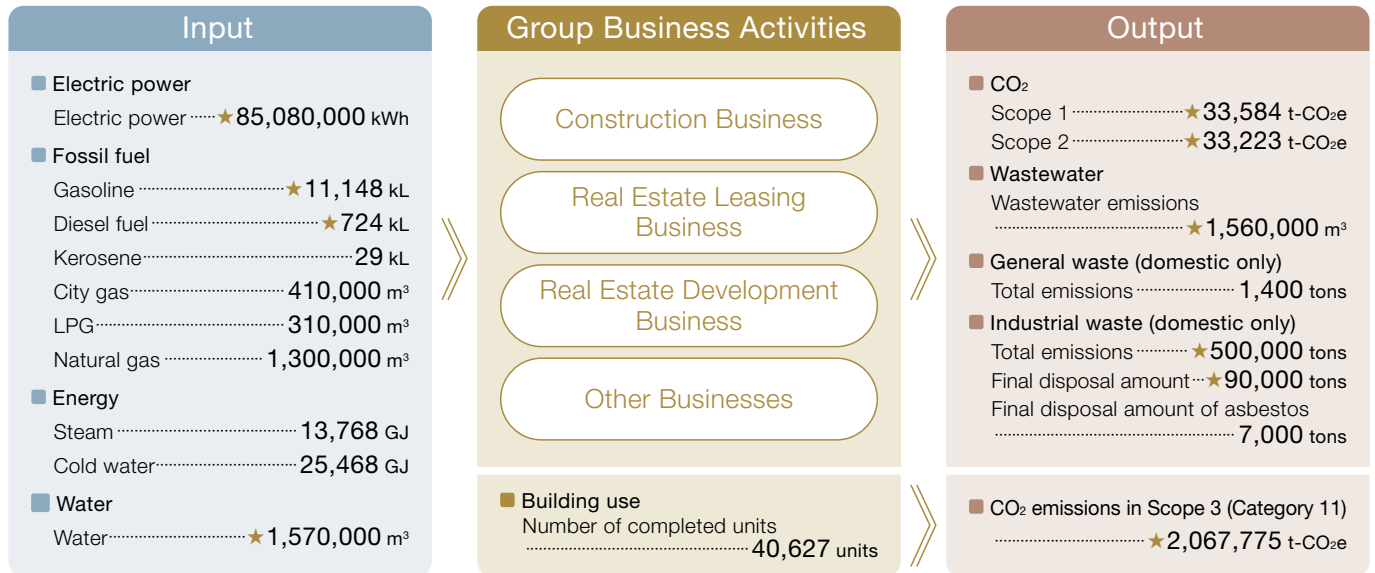 Input
Electric power
Electric power ★85,080,000 kWh
Fossil fuel
Gasoline ★11,148 kL
Diesel fuel ★724 kL
Kerosene 29 kL
City gas 410,000 m³
LPG 310,000 m³
Natural gas 1,300,000 m³
Energy
Steam 13,768 GJ
Cold water 25,468 GJ
Water
Water ★1,570,000 m³
Group Business Activities
Construction Business
Real Estate Leasing
Business
Real Estate Development
Business
Other Businesses
Building use
Number of completed units
40,627 units
Output
CO₂
Scope 1 ★33,584 t-CO₂e
Scope 2 ★33,223 t-CO₂e
Wastewater
Wastewater emissions
★1,560,000 m³
General waste (domestic only)
Total emissions 1,400 tons
Industrial waste (domestic only)
Total emissions ★500,000 tons
Final disposal amount ★90,000 tons
Final disposal amount of asbestos
7,000 tons
CO₂ emissions in Scope 3 (Category 11)
★2,067,775 t-CO₂e